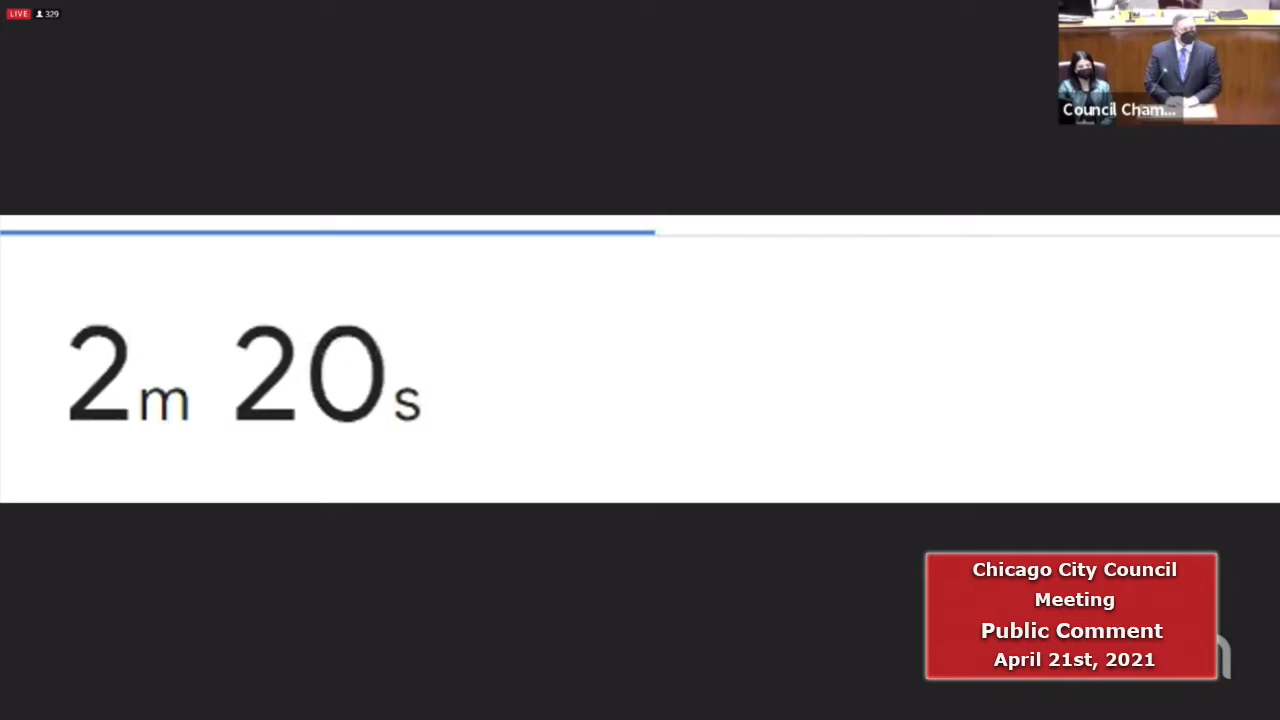 LIVE 329
Council Cham...
2m 20s
Chicago City Council
Meeting
Public Comment
April 21st, 2021